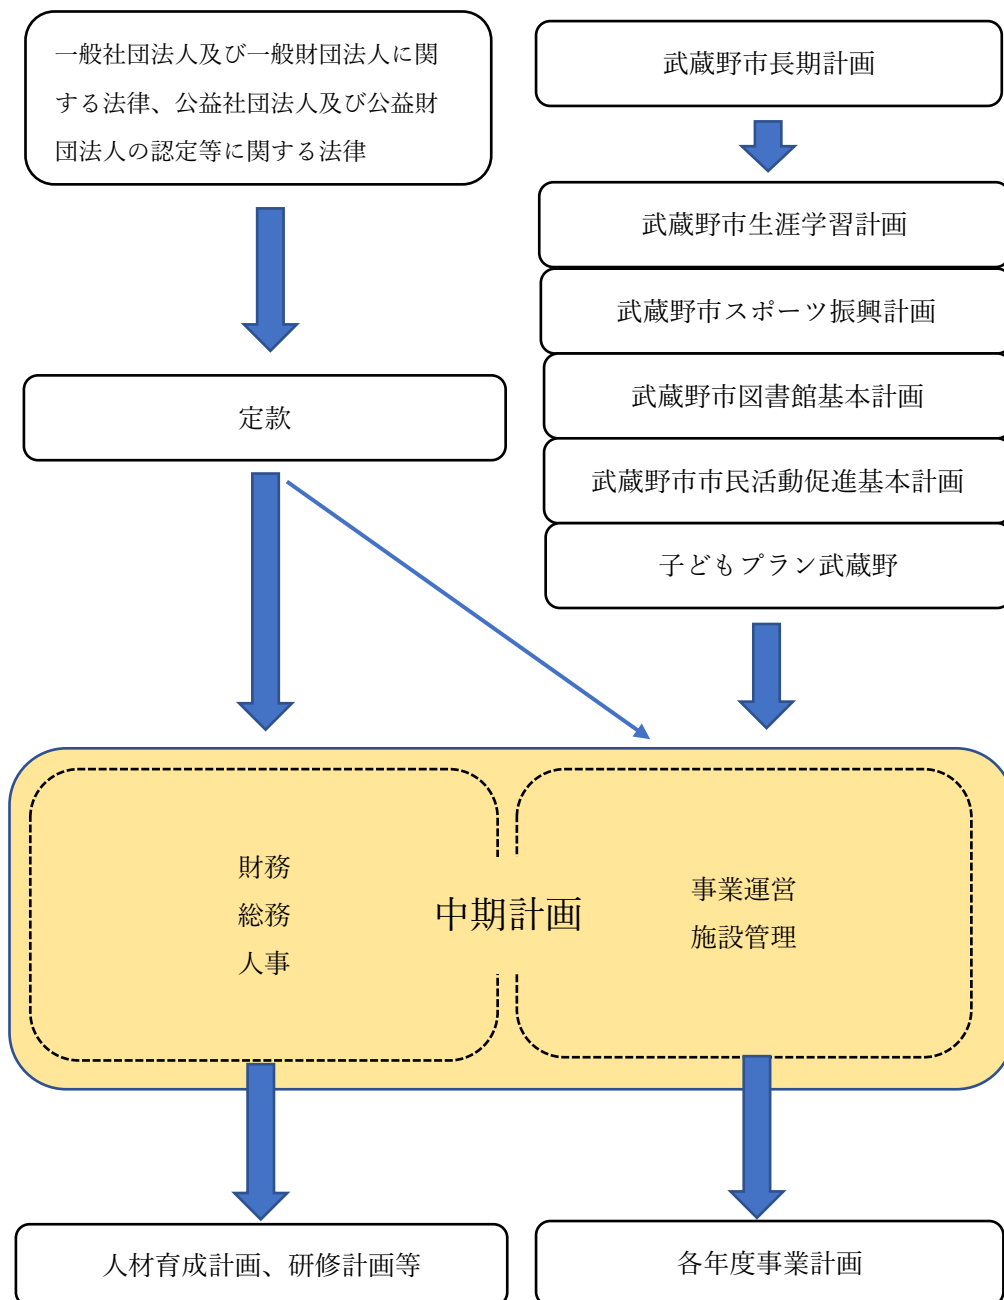 一般社団法人及び一般財団法人に関
する法律、公益社団法人及び公益財
団法人の認定等に関する法律
定款
武蔵野市長期計画
武蔵野市生涯学習計画
武蔵野市スポーツ振興計画
武蔵野市図書館基本計画
武蔵野市市民活動促進基本計画
子どもプラン武蔵野
財務
総務
人事
中期計画
事業運営
施設管理
人材育成計画、研修計画等
各年度事業計画